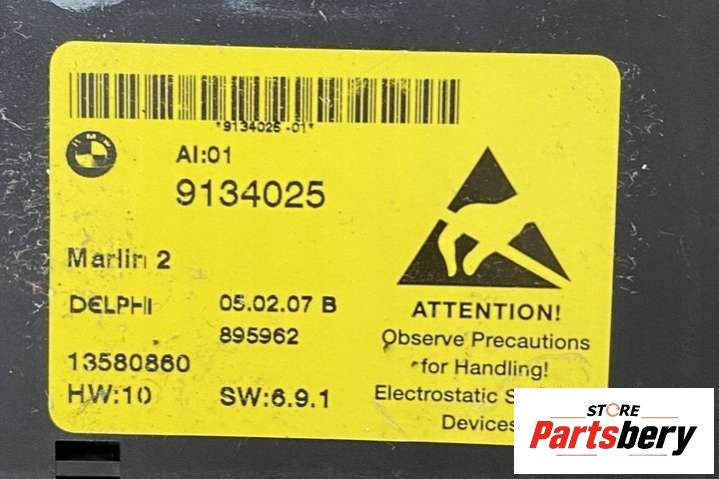 *9134025-01*
BMW
AI:01
9134025
Marlin 2
DELPHI 05.02.07 B
895962
13580860
HW:10 SW:6.9.1
ATTENTION!
Observe Precautions
for Handling!
Electrostatic S
Devices
STORE
Partsbery